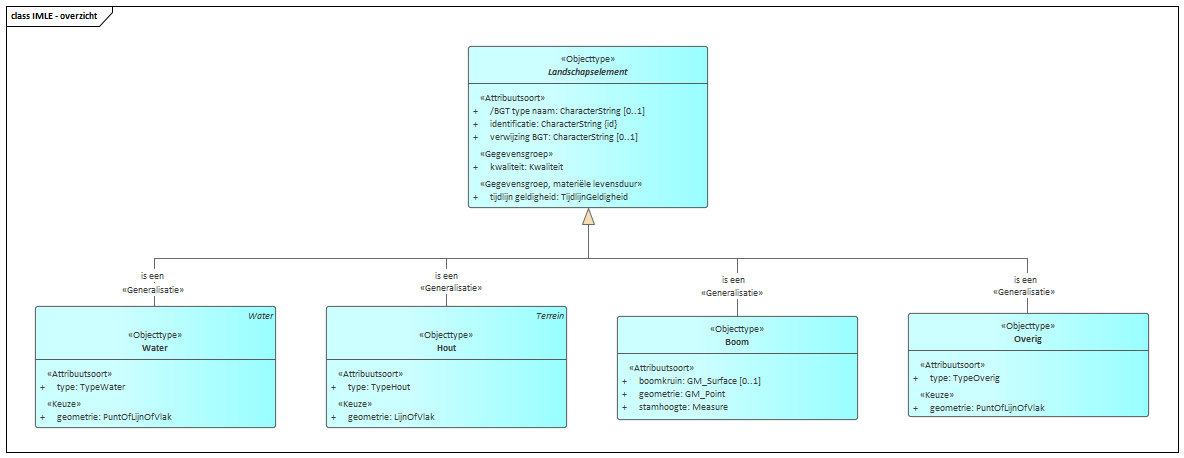 class IMLE - overzicht
«Objecttype»
Landschapselement
«Attribuutsoort»
+ /BGT type naam: CharacterString [0..1]
+ identificatie: CharacterString {id}
+ verwijzing BGT: CharacterString [0..1]
«Gegevensgroep»
+ kwaliteit: Kwaliteit
«Gegevensgroep, materiële levensduur»
+ tijdlijn geldigheid: TijdlijnGeldigheid
is een
«Generalisatie»
is een
«Generalisatie»
is een
«Generalisatie»
is een
«Generalisatie»
Water
«Objecttype»
Water
«Attribuutsoort»
+ type: TypeWater
«Keuze»
+ geometrie: PuntOfLijnOfVlak
Terrein
«Objecttype»
Hout
«Attribuutsoort»
+ type: TypeHout
«Keuze»
+ geometrie: LijnOfVlak
«Objecttype»
Boom
«Attribuutsoort»
+ boomkruin: GM_Surface [0..1]
+ geometrie: GM_Point
+ stamhoogte: Measure
«Objecttype»
Overig
«Attribuutsoort»
+ type: TypeOverig
«Keuze»
+ geometrie: PuntOfLijnOfVlak